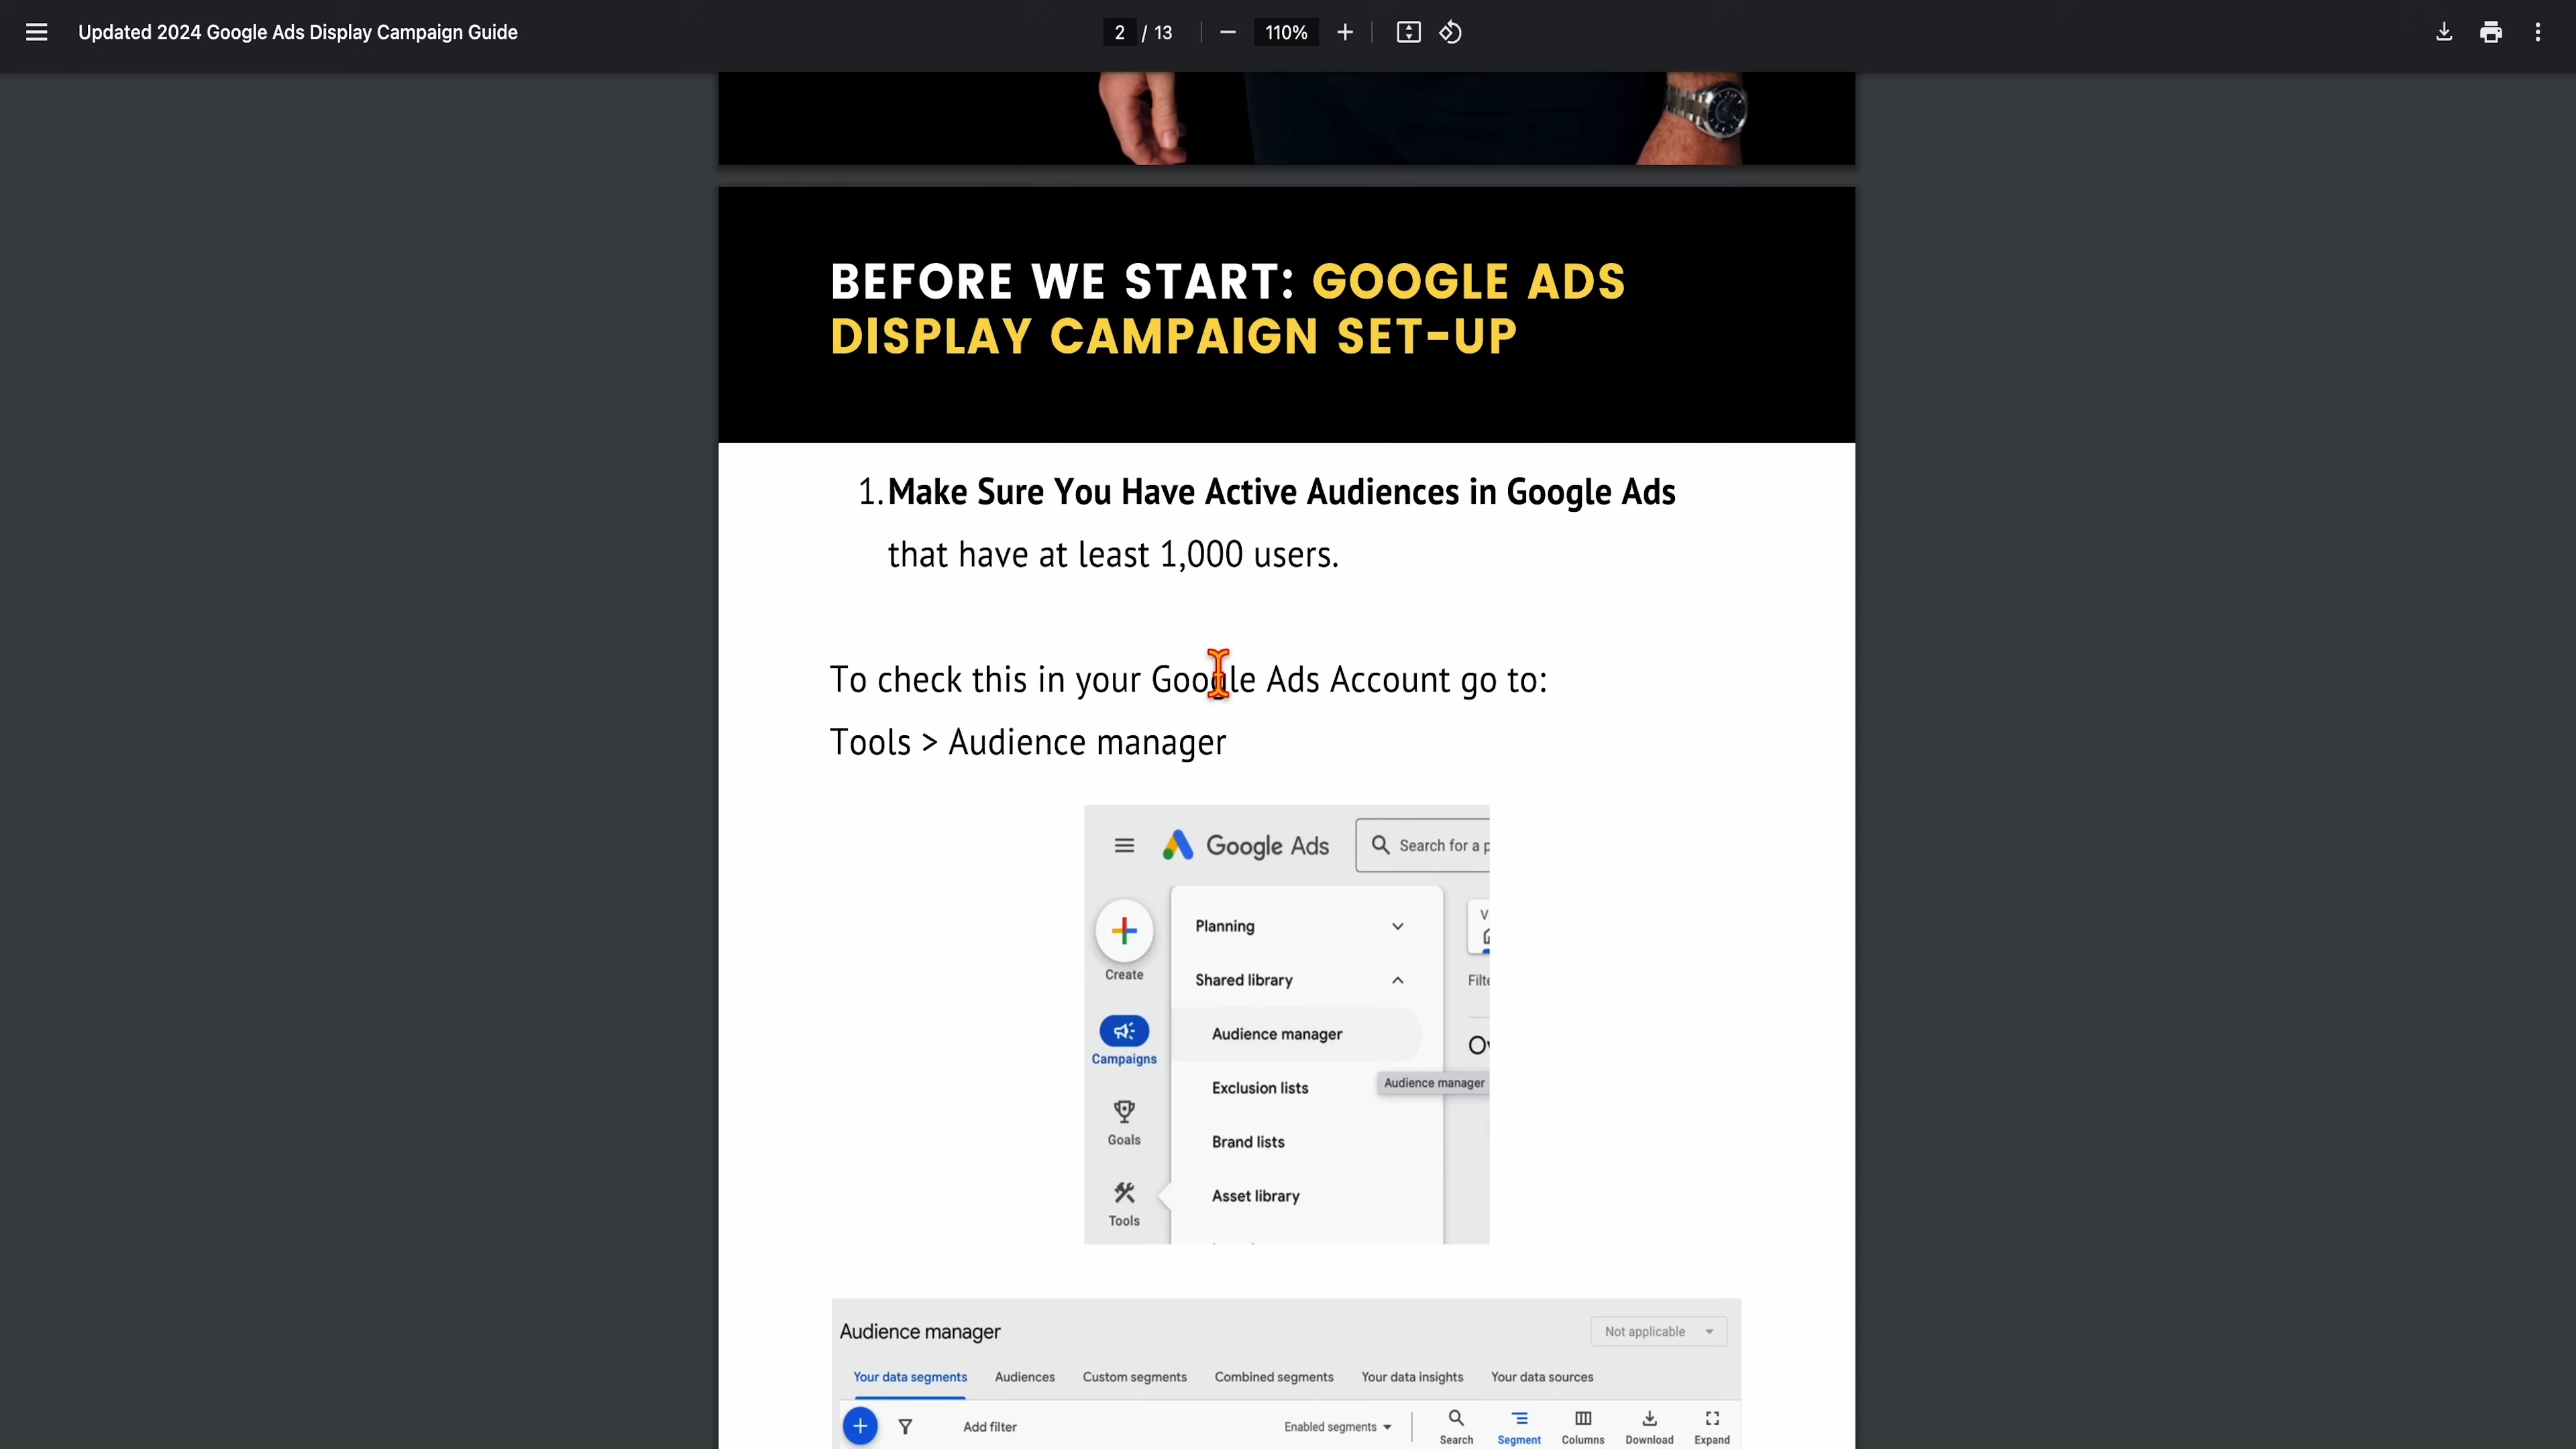 Updated 2024 Google Ads Display Campaign Guide
2 / 13
110%
BEFORE WE START: GOOGLE ADS
DISPLAY CAMPAIGN SET-UP
1. Make Sure You Have Active Audiences in Google Ads
that have at least 1,000 users.
To check this in your Google Ads Account go to:
Tools > Audience manager
Google Ads
Search for a p
Planning
Create
Shared library
Audience manager
Campaigns
Audience manager
Exclusion lists
Goals
Brand lists
Tools
Asset library
Audience manager
Not applicable
Your data segments Audiences Custom segments Combined segments Your data insights Your data sources
Add filter
Enabled segments
Search Segment Columns Download Expand